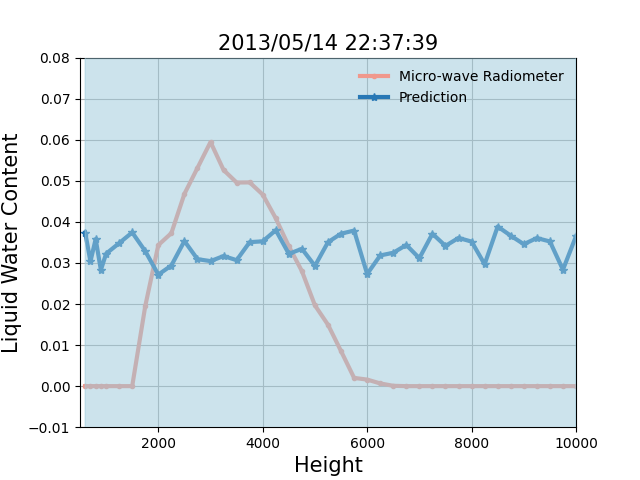 2013/05/14 22:37:39
Liquid Water Content
0.08
0.07
0.06
0.05
0.04
0.03
0.02
0.01
0.00
−0.01
Micro-wave Radiometer
Prediction
2000 4000 6000 8000 10000
Height